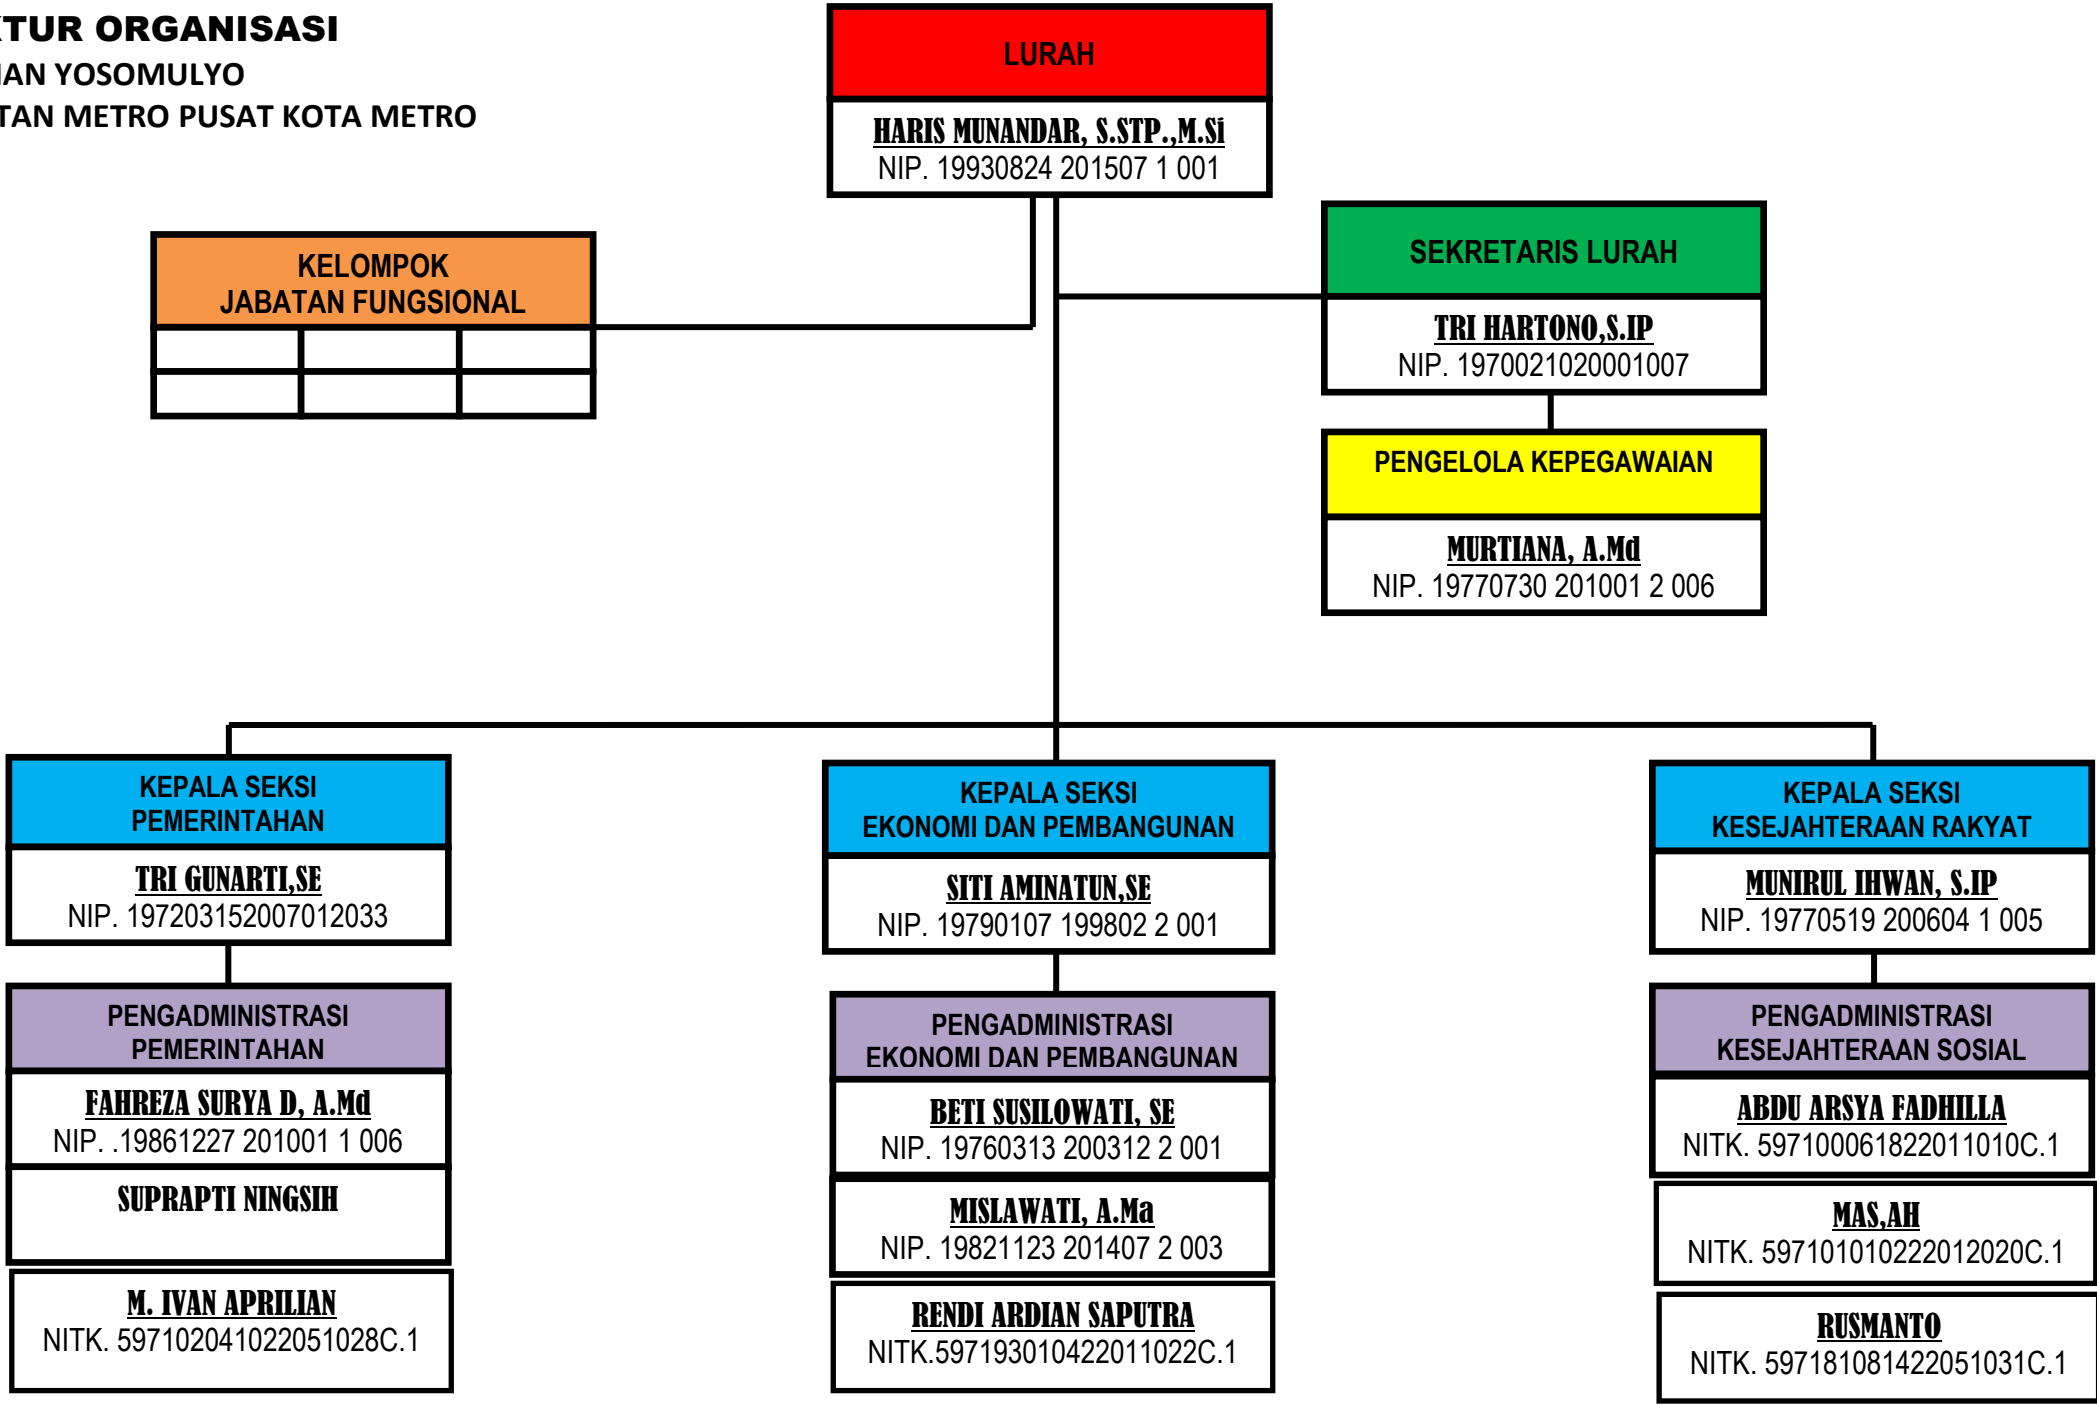 KTUR ORGANISASI
HAN YOSOMULYO
TAN METRO PUSAT KOTA METRO
LURAH
HARIS MUNANDAR, S.STP.,M.Si
NIP. 19930824 201507 1 001
KELOMPOK
JABATAN FUNGSIONAL
SEKRETARIS LURAH
TRI HARTONO,S.IP
NIP. 1970021020001007
PENGELOLA KEPEGAWAIAN
MURTIANA, A.Md
NIP. 19770730 201001 2 006
KEPALA SEKSI
PEMERINTAHAN
TRI GUNARTI,SE
NIP. 197203152007012033
PENGADMINISTRASI
PEMERINTAHAN
FAHREZA SURYA D, A.Md
NIP. .19861227 201001 1 006
SUPRAPTI NINGSIH
M. IVAN APRILIAN
NITK. 597102041022051028C.1
KEPALA SEKSI
EKONOMI DAN PEMBANGUNAN
SITI AMINATUN,SE
NIP. 19790107 199802 2 001
PENGADMINISTRASI
EKONOMI DAN PEMBANGUNAN
BETI SUSILOWATI, SE
NIP. 19760313 200312 2 001
MISLAWATI, A.Ma
NIP. 19821123 201407 2 003
RENDI ARDIAN SAPUTRA
NITK.597193010422011022C.1
KEPALA SEKSI
KESEJAHTERAAN RAKYAT
MUNIRUL IHWAN, S.IP
NIP. 19770519 200604 1 005
PENGADMINISTRASI
KESEJAHTERAAN SOSIAL
ABDU ARSYA FADHILLA
NITK. 597100061822011010C.1
MAS,AH
NITK. 597101010222012020C.1
RUSMANTO
NITK. 597181081422051031C.1